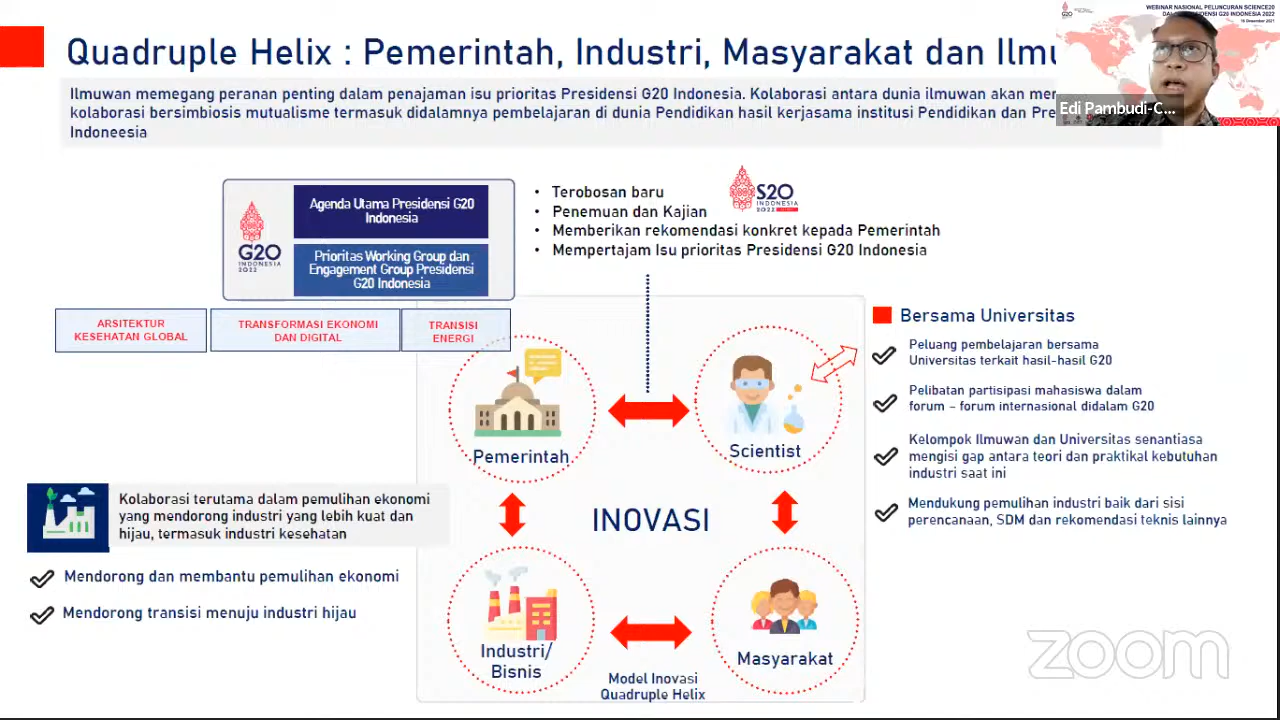 WEBINAR NASIONAL PELUNCURAN SCIENCE20
PRESIDENSI G20 INDONESIA 2022
Quadruple Helix : Pemerintah, Industri, Masyarakat dan Ilmu
Ilmuwan memegang peranan penting dalam penajaman isu prioritas Presidensi G20 Indonesia. Kolaborasi antara dunia ilmuwan akan
kolaborasi bersimbiosis mutualisme termasuk didalamnya pembelajaran di dunia Pendidikan hasil kerjasama institusi Pendidikan dan
Indoneesia
Edi Pambudi-C...
G20
INDONESIA
2022
Agenda Utama Presidensi G20
Indonesia
Prioritas Working Group dan
Engagement Group Presidensi
G20 Indonesia
• Terobosan baru
• Penemuan dan Kajian
• Memberikan rekomendasi konkret kepada Pemerintah
• Mempertajam Isu prioritas Presidensi G20 Indonesia
S20
INDONESIA
2022
ARSITEKTUR
KESEHATAN GLOBAL
TRANSFORMASI EKONOMI
DAN DIGITAL
TRANSISI
ENERGI
Pemerintah
Scientist
INOVASI
Industri/
Bisnis
Masyarakat
Model Inovasi
Quadruple Helix
Kolaborasi terutama dalam pemulihan ekonomi
yang mendorong industri yang lebih kuat dan
hijau, termasuk industri kesehatan
Mendorong dan membantu pemulihan ekonomi
Mendorong transisi menuju industri hijau
Bersama Universitas
Peluang pembelajaran bersama
Universitas terkait hasil-hasil G20
Pelibatan partisipasi mahasiswa dalam
forum – forum internasional didalam G20
Kelompok Ilmuwan dan Universitas senantiasa
mengisi gap antara teori dan praktikal kebutuhan
industri saat ini
Mendukung pemulihan industri baik dari sisi
perencanaan, SDM dan rekomendasi teknis lainnya
zoom